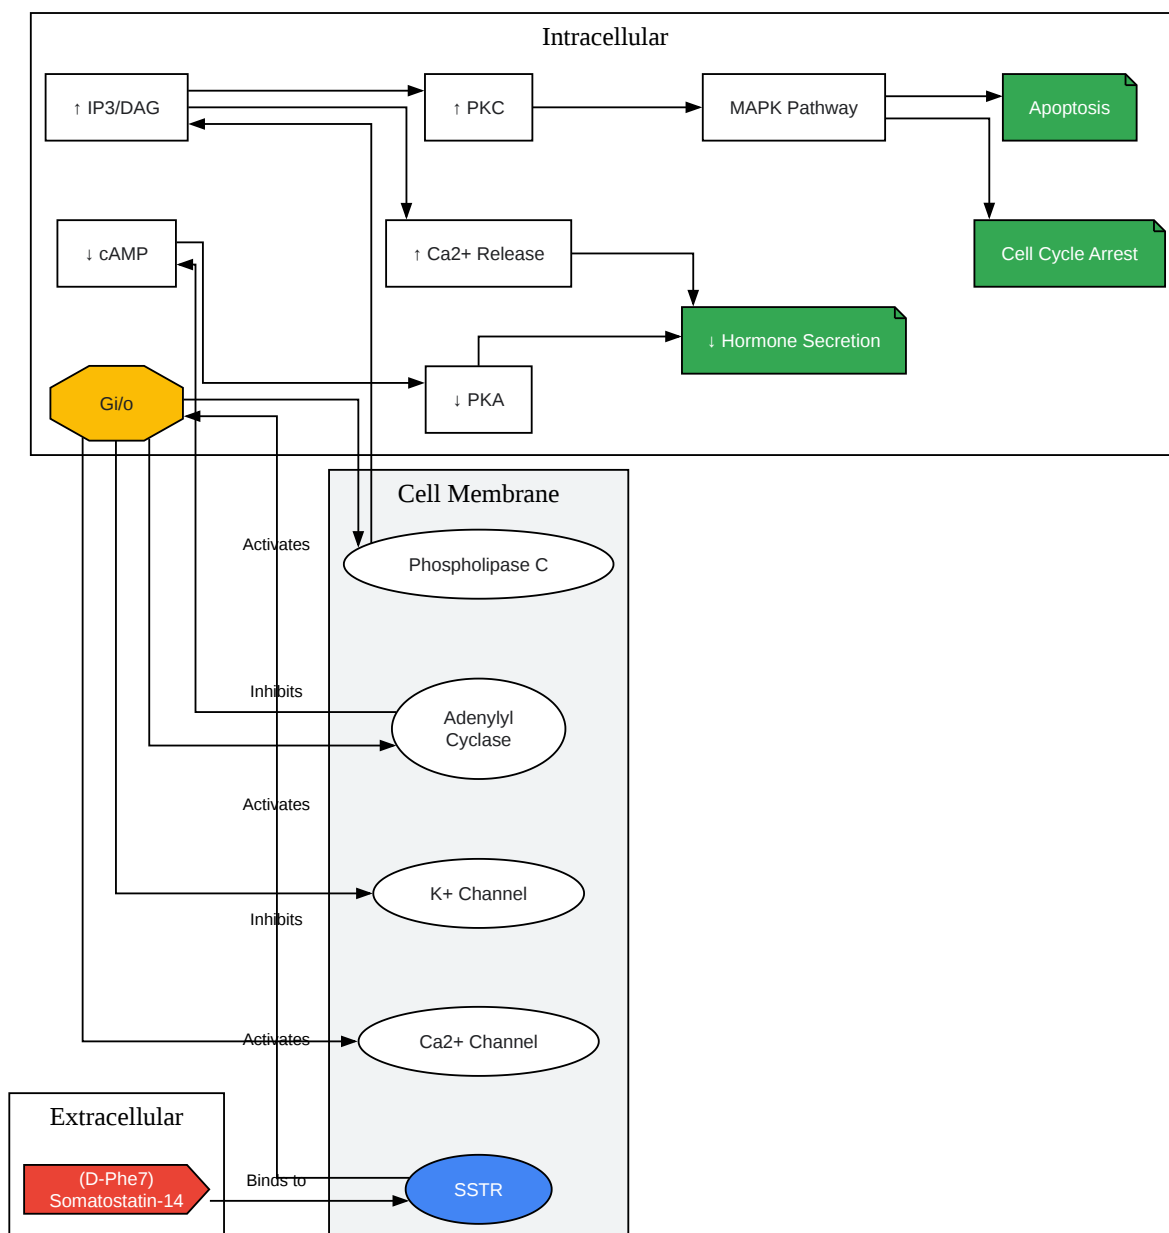 Intracellular
↑ IP3/DAG
↑ PKC
MAPK Pathway
Apoptosis
↓ cAMP
↑ Ca2+ Release
Cell Cycle Arrest
↓ Hormone Secretion
Gi/o
↓ PKA
Cell Membrane
Activates
Phospholipase C
Inhibits
Adenylyl
Cyclase
Activates
K+ Channel
Inhibits
Activates
Ca2+ Channel
Extracellular
(D-Phe7)
Somatostatin-14
Binds to
SSTR